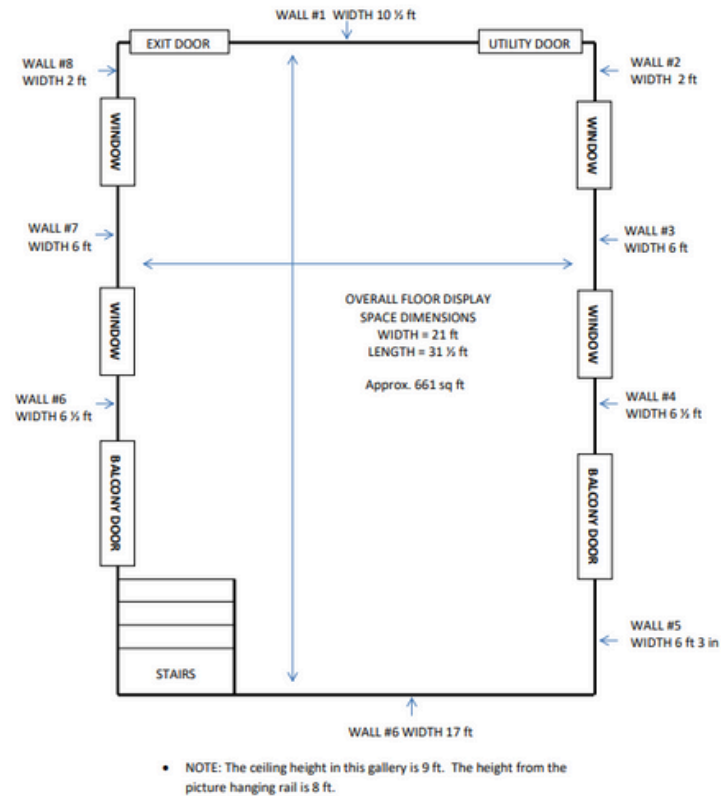 WALL #1 WIDTH 10 ½ ft
EXIT DOOR
UTILITY DOOR
WALL #8
WIDTH 2 ft
WALL #2
WIDTH 2 ft
WINDOW
WINDOW
WALL #7
WIDTH 6 ft
WALL #3
WIDTH 6 ft
OVERALL FLOOR DISPLAY
SPACE DIMENSIONS
WIDTH = 21 ft
LENGTH = 31 ½ ft
Approx. 661 sq ft
WINDOW
WINDOW
WALL #6
WIDTH 6 ½ ft
WALL #4
WIDTH 6 ½ ft
BALCONY DOOR
BALCONY DOOR
WALL #5
WIDTH 6 ft 3 in
STAIRS
WALL #6 WIDTH 17 ft
• NOTE: The ceiling height in this gallery is 9 ft. The height from the
picture hanging rail is 8 ft.